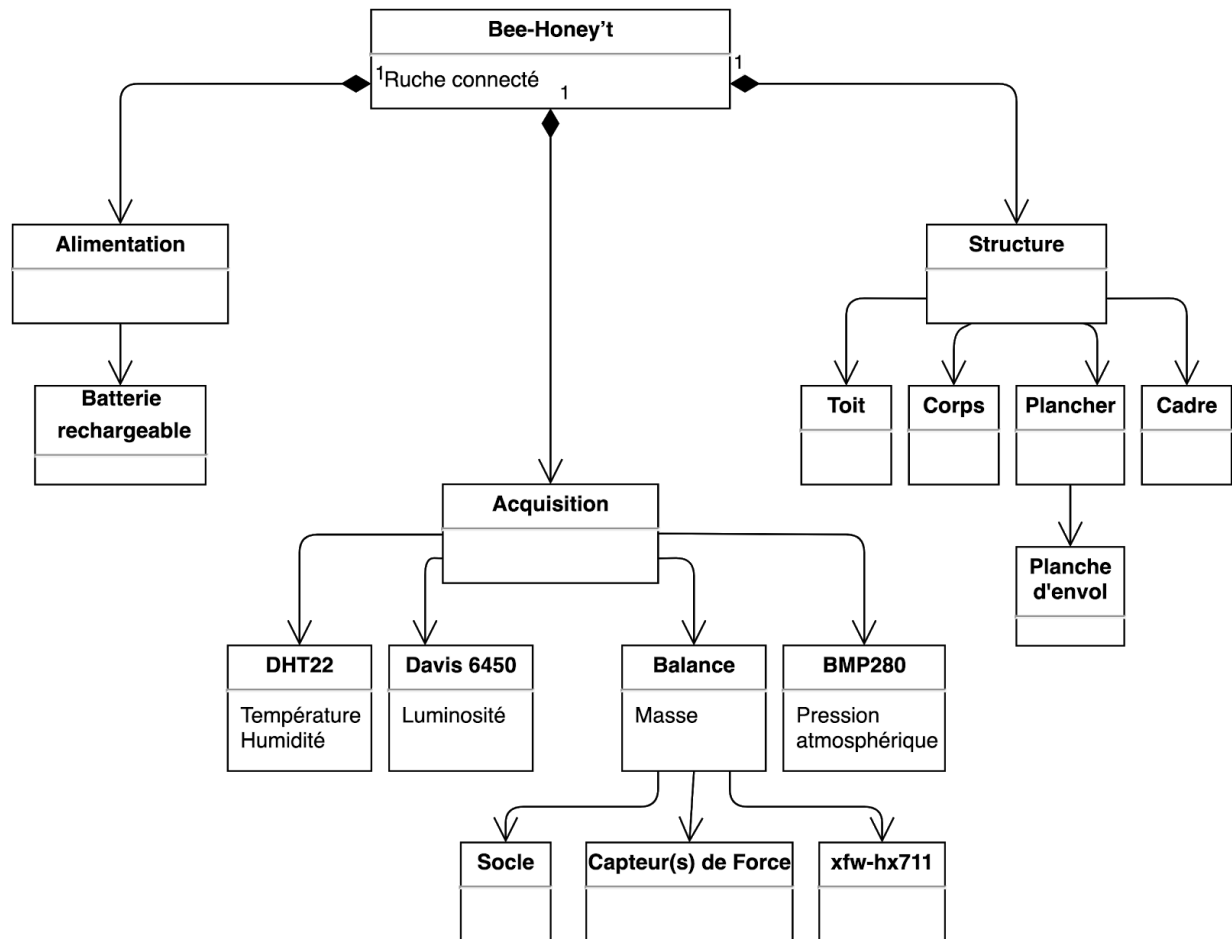 Bee-Honey't
1
Ruche connecté
1
1
Alimentation
Structure
Batterie
rechargeable
Toit
Corps
Plancher
Cadre
Acquisition
Planche
d'envol
DHT22
Température
Humidité
Davis 6450
Luminosité
Balance
Masse
BMP280
Pression
atmosphérique
Socle
Capteur(s) de Force
xfw-hx711